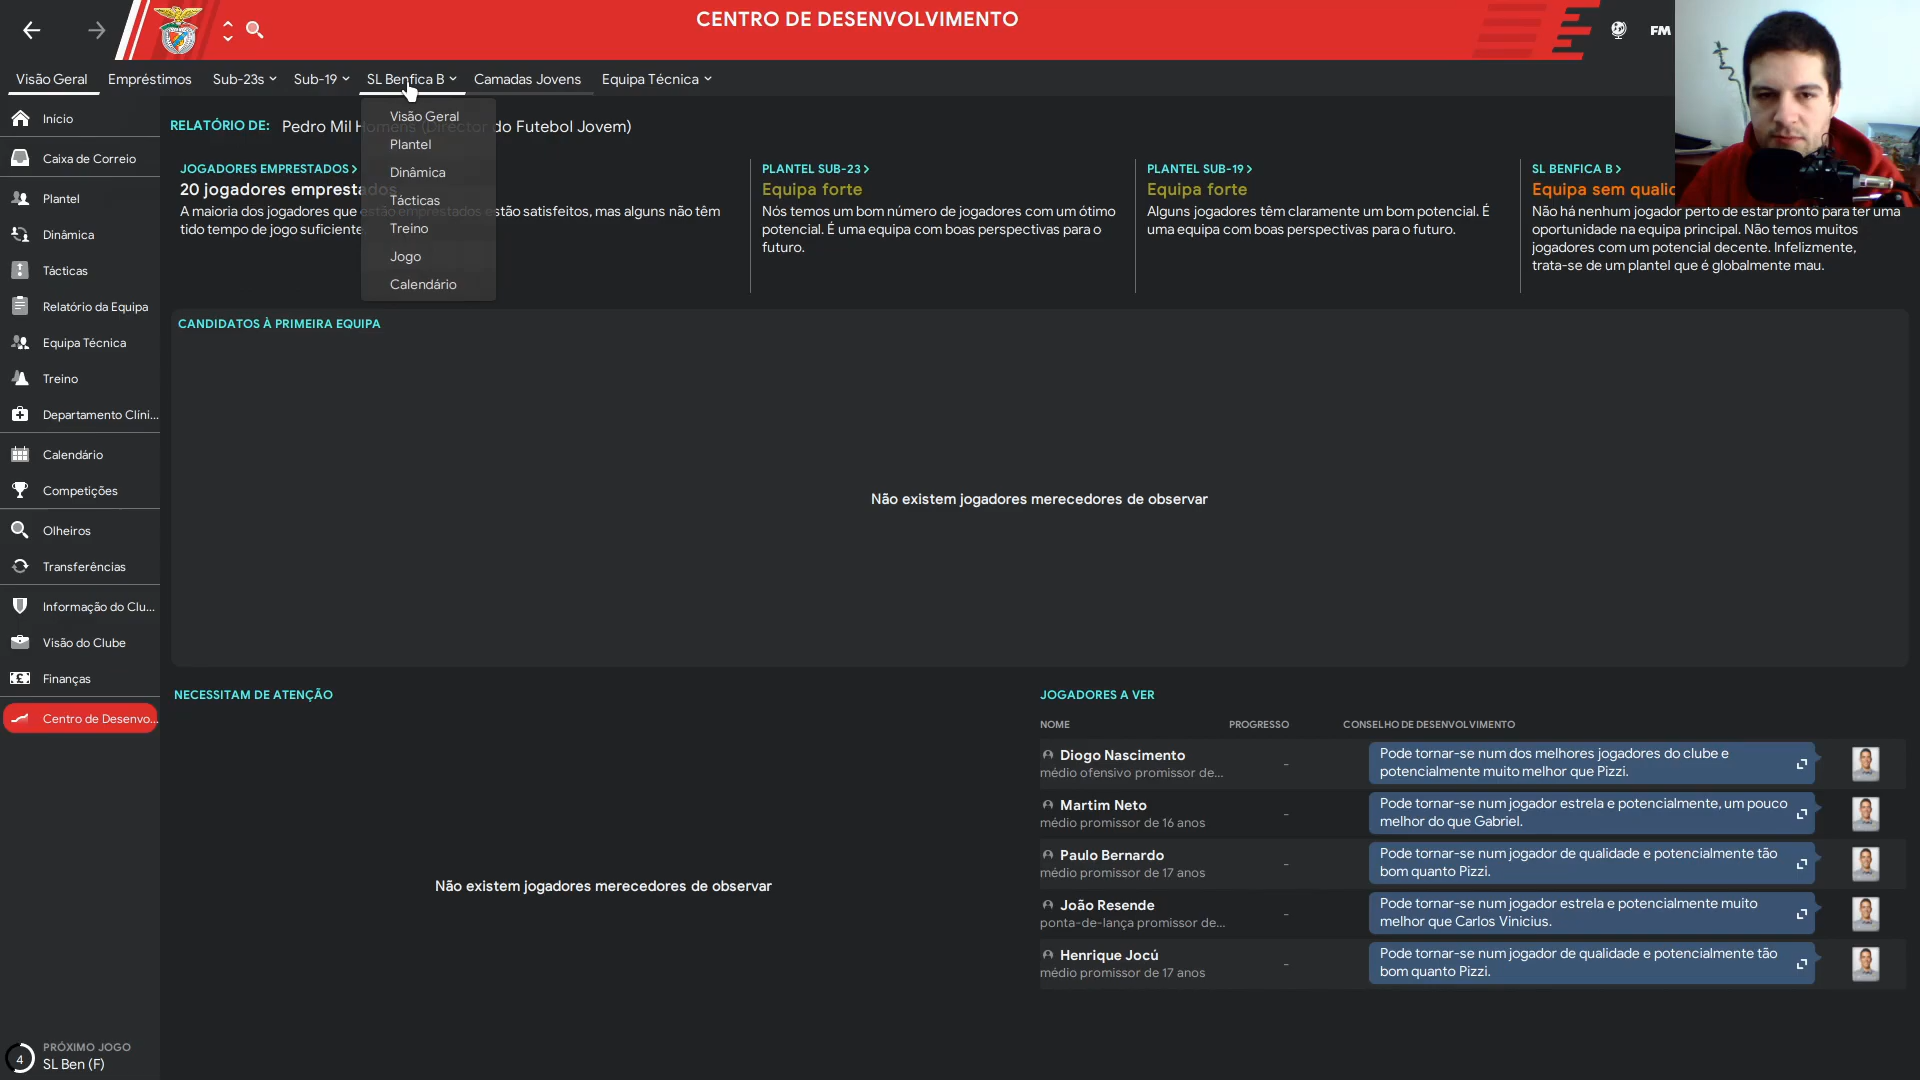 CENTRO DE DESENVOLVIMENTO
FM
Visão Geral
Empréstimos
Sub-23s
Sub-19
SL Benfica B
Camadas Jovens
Equipa Técnica
Início
Caixa de Correio
Plantel
Dinâmica
Tácticas
Relatório da Equipa
Equipa Técnica
Treino
Departamento Clíni...
Calendário
Competições
Olheiros
Transferências
Informação do Clu...
Visão do Clube
Finanças
Centro de Desenvo...
PRÓXIMO JOGO
4
SL Ben (F)
Visão Geral
Plantel
Dinâmica
Tácticas
Treino
Jogo
Calendário
RELATÓRIO DE: Pedro Mil Homens (Director do Futebol Jovem)
JOGADORES EMPRESTADOS
20 jogadores emprestados
A maioria dos jogadores que estão emprestados estão satisfeitos, mas alguns não têm
tido tempo de jogo suficiente
PLANTEL SUB-23
Equipa forte
Nós temos um bom número de jogadores com um ótimo
potencial. É uma equipa com boas perspectivas para o
futuro.
PLANTEL SUB-19
Equipa forte
Alguns jogadores têm claramente um bom potencial. É
uma equipa com boas perspectivas para o futuro.
SL BENFICA B
Equipa sem
Não há nenhum jogador perto de estar pronto para ter uma
oportunidade na equipa principal. Não temos muitos
jogadores com um potencial decente. Infelizmente,
trata-se de um plantel que é globalmente mau.
CANDIDATOS À PRIMEIRA EQUIPA
Não existem jogadores merecedores de observar
NECESSITAM DE ATENÇÃO
Não existem jogadores merecedores de observar
JOGADORES A VER
NOME PROGRESSO CONSELHO DE DESENVOLVIMENTO
Diogo Nascimento
médio ofensivo promissor de...
-
Pode tornar-se num dos melhores jogadores do clube e
potencialmente muito melhor que Pizzi.
Martim Neto
médio promissor de 16 anos
-
Pode tornar-se num jogador estrela e potencialmente, um pouco
melhor do que Gabriel.
Paulo Bernardo
médio promissor de 17 anos
-
Pode tornar-se num jogador de qualidade e potencialmente tão
bom quanto Pizzi.
João Resende
ponta-de-lança promissor de...
-
Pode tornar-se num jogador estrela e potencialmente muito
melhor que Carlos Vinicius.
Henrique Jocú
médio promissor de 17 anos
-
Pode tornar-se num jogador de qualidade e potencialmente tão
bom quanto Pizzi.